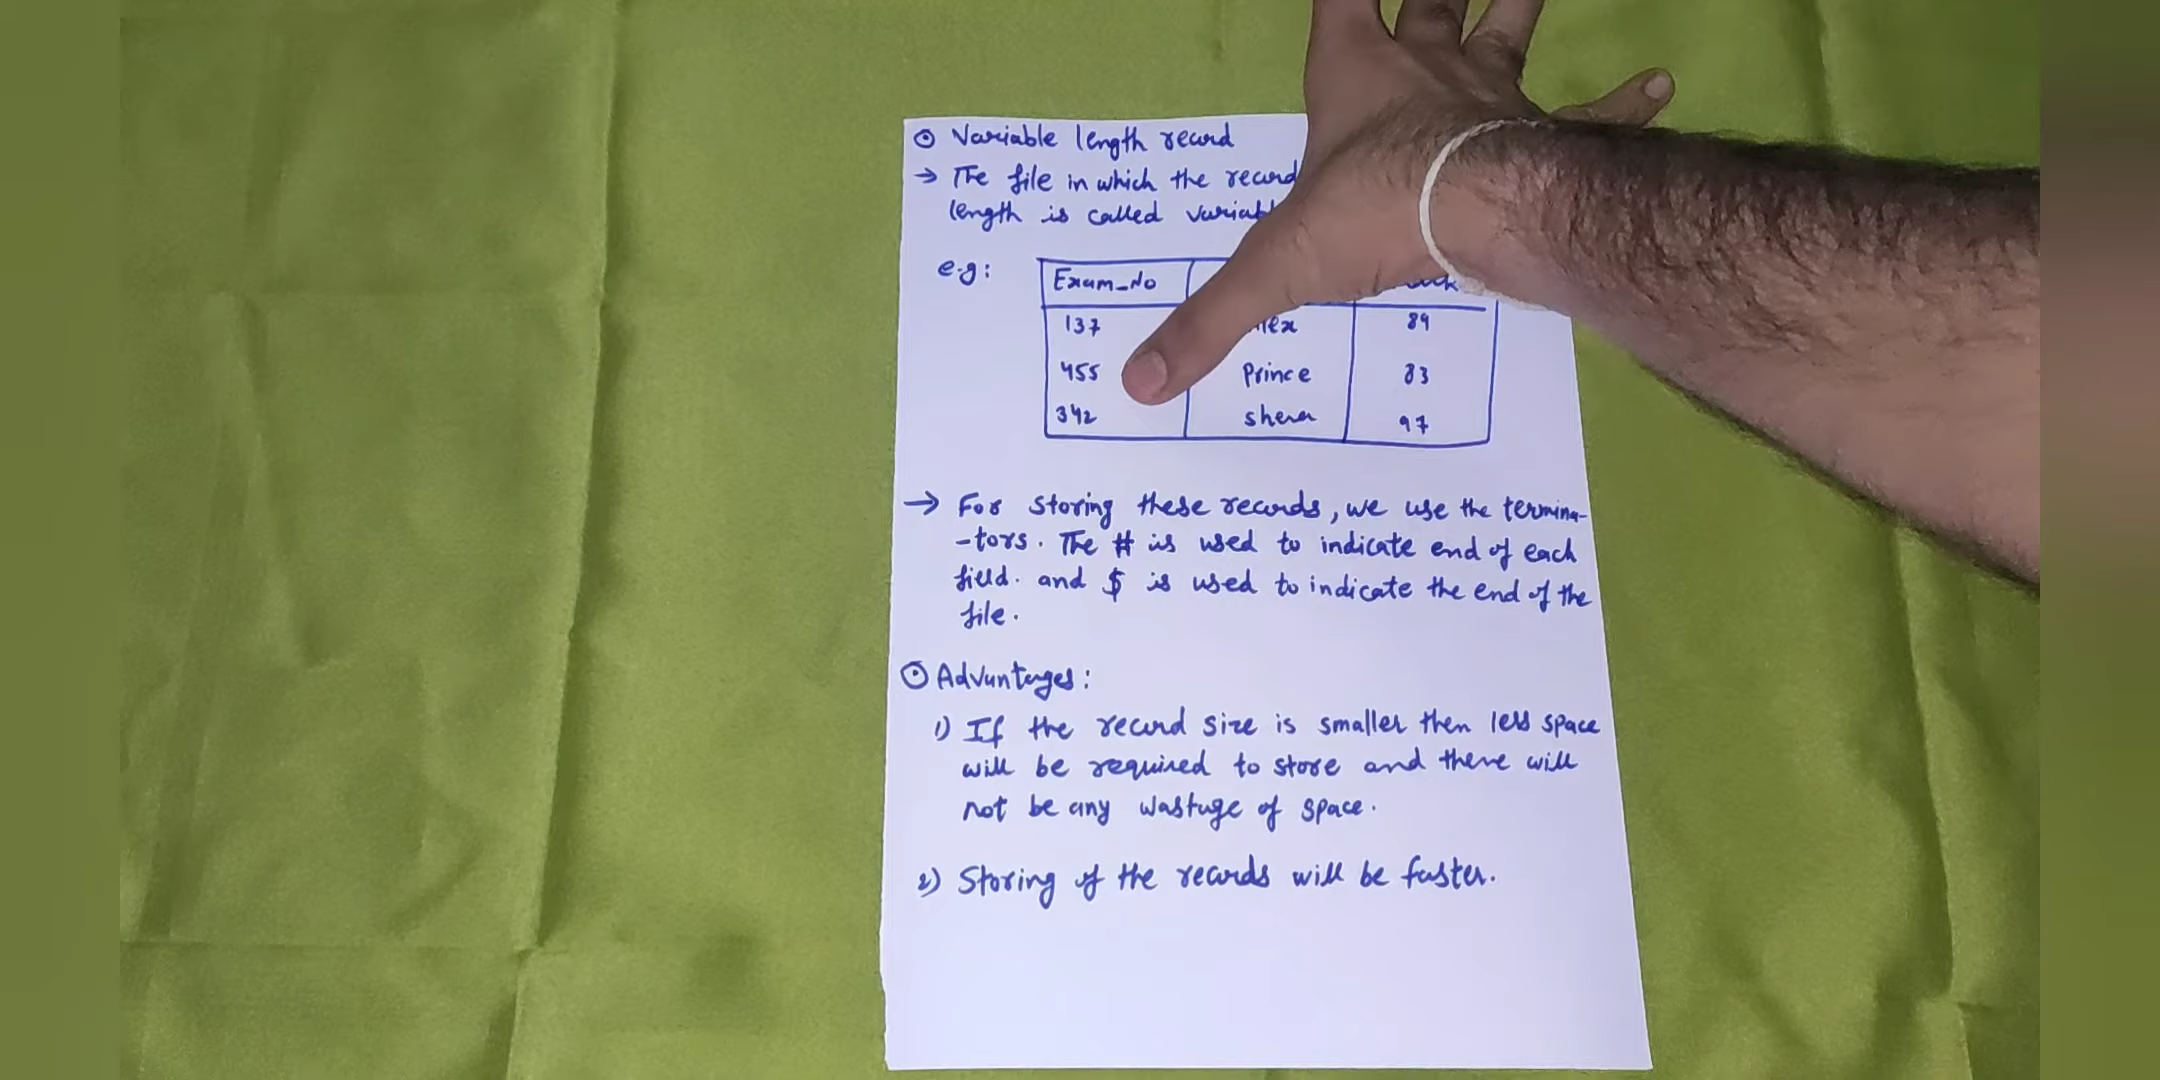 Variable length record
→ The file in which the record
length is called
e.g:
Exam_No
137 89
455 Prince 83
342 shera 97
→ For storing these records, we use the termina-
-tors. The # is used to indicate end of each
field. and $ is used to indicate the end of the
file.
Advantages:
1) If the record size is smaller then less space
will be required to store and there will
not be any wastage of space.
2) Storing of the records will be faster.